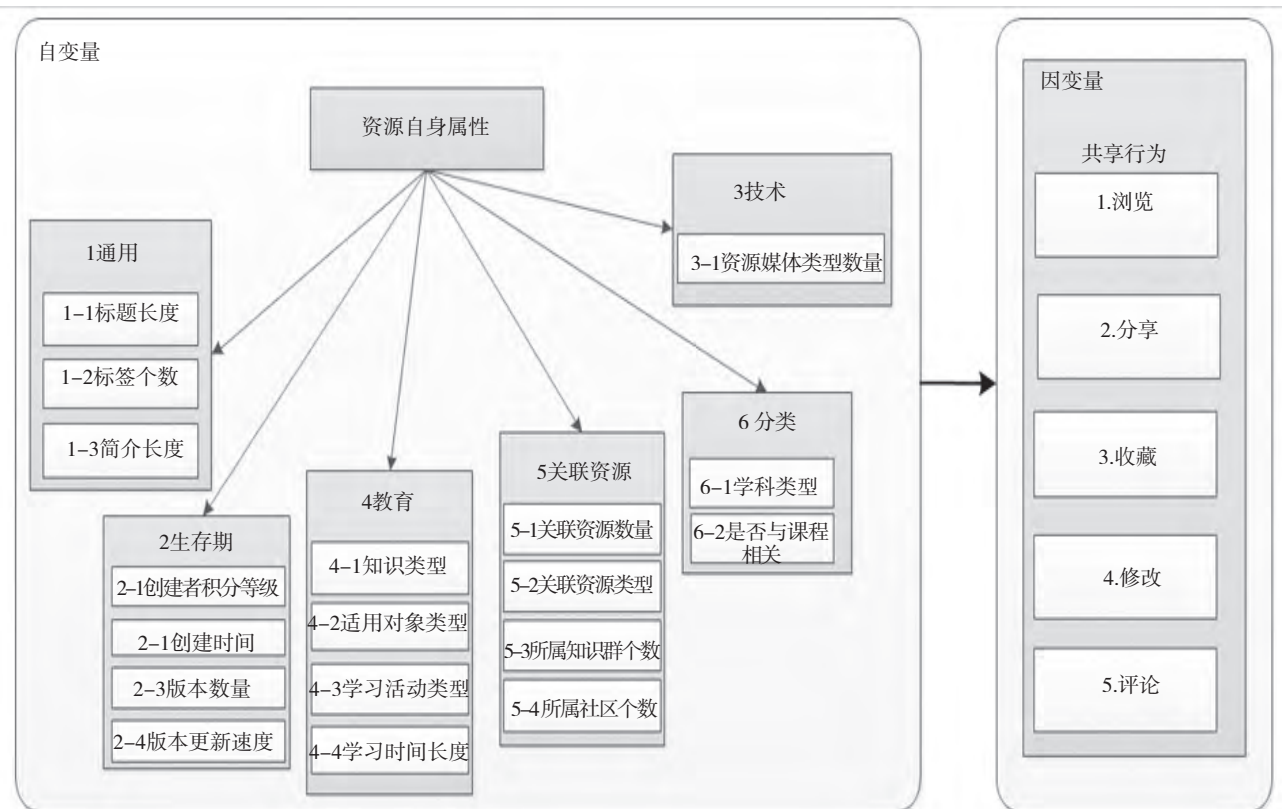 自变量
资源自身属性
1通用
1-1标题长度
1-2标签个数
1-3简介长度
2生存期
2-1创建者积分等级
2-1创建时间
2-3版本数量
2-4版本更新速度
3技术
3-1资源媒体类型数量
4教育
4-1知识类型
4-2适用对象类型
4-3学习活动类型
4-4学习时间长度
5关联资源
5-1关联资源数量
5-2关联资源类型
5-3所属知识群个数
5-4所属社区个数
6 分类
6-1学科类型
6-2是否与课程
相关
因变量
共享行为
1.浏览
2.分享
3.收藏
4.修改
5.评论